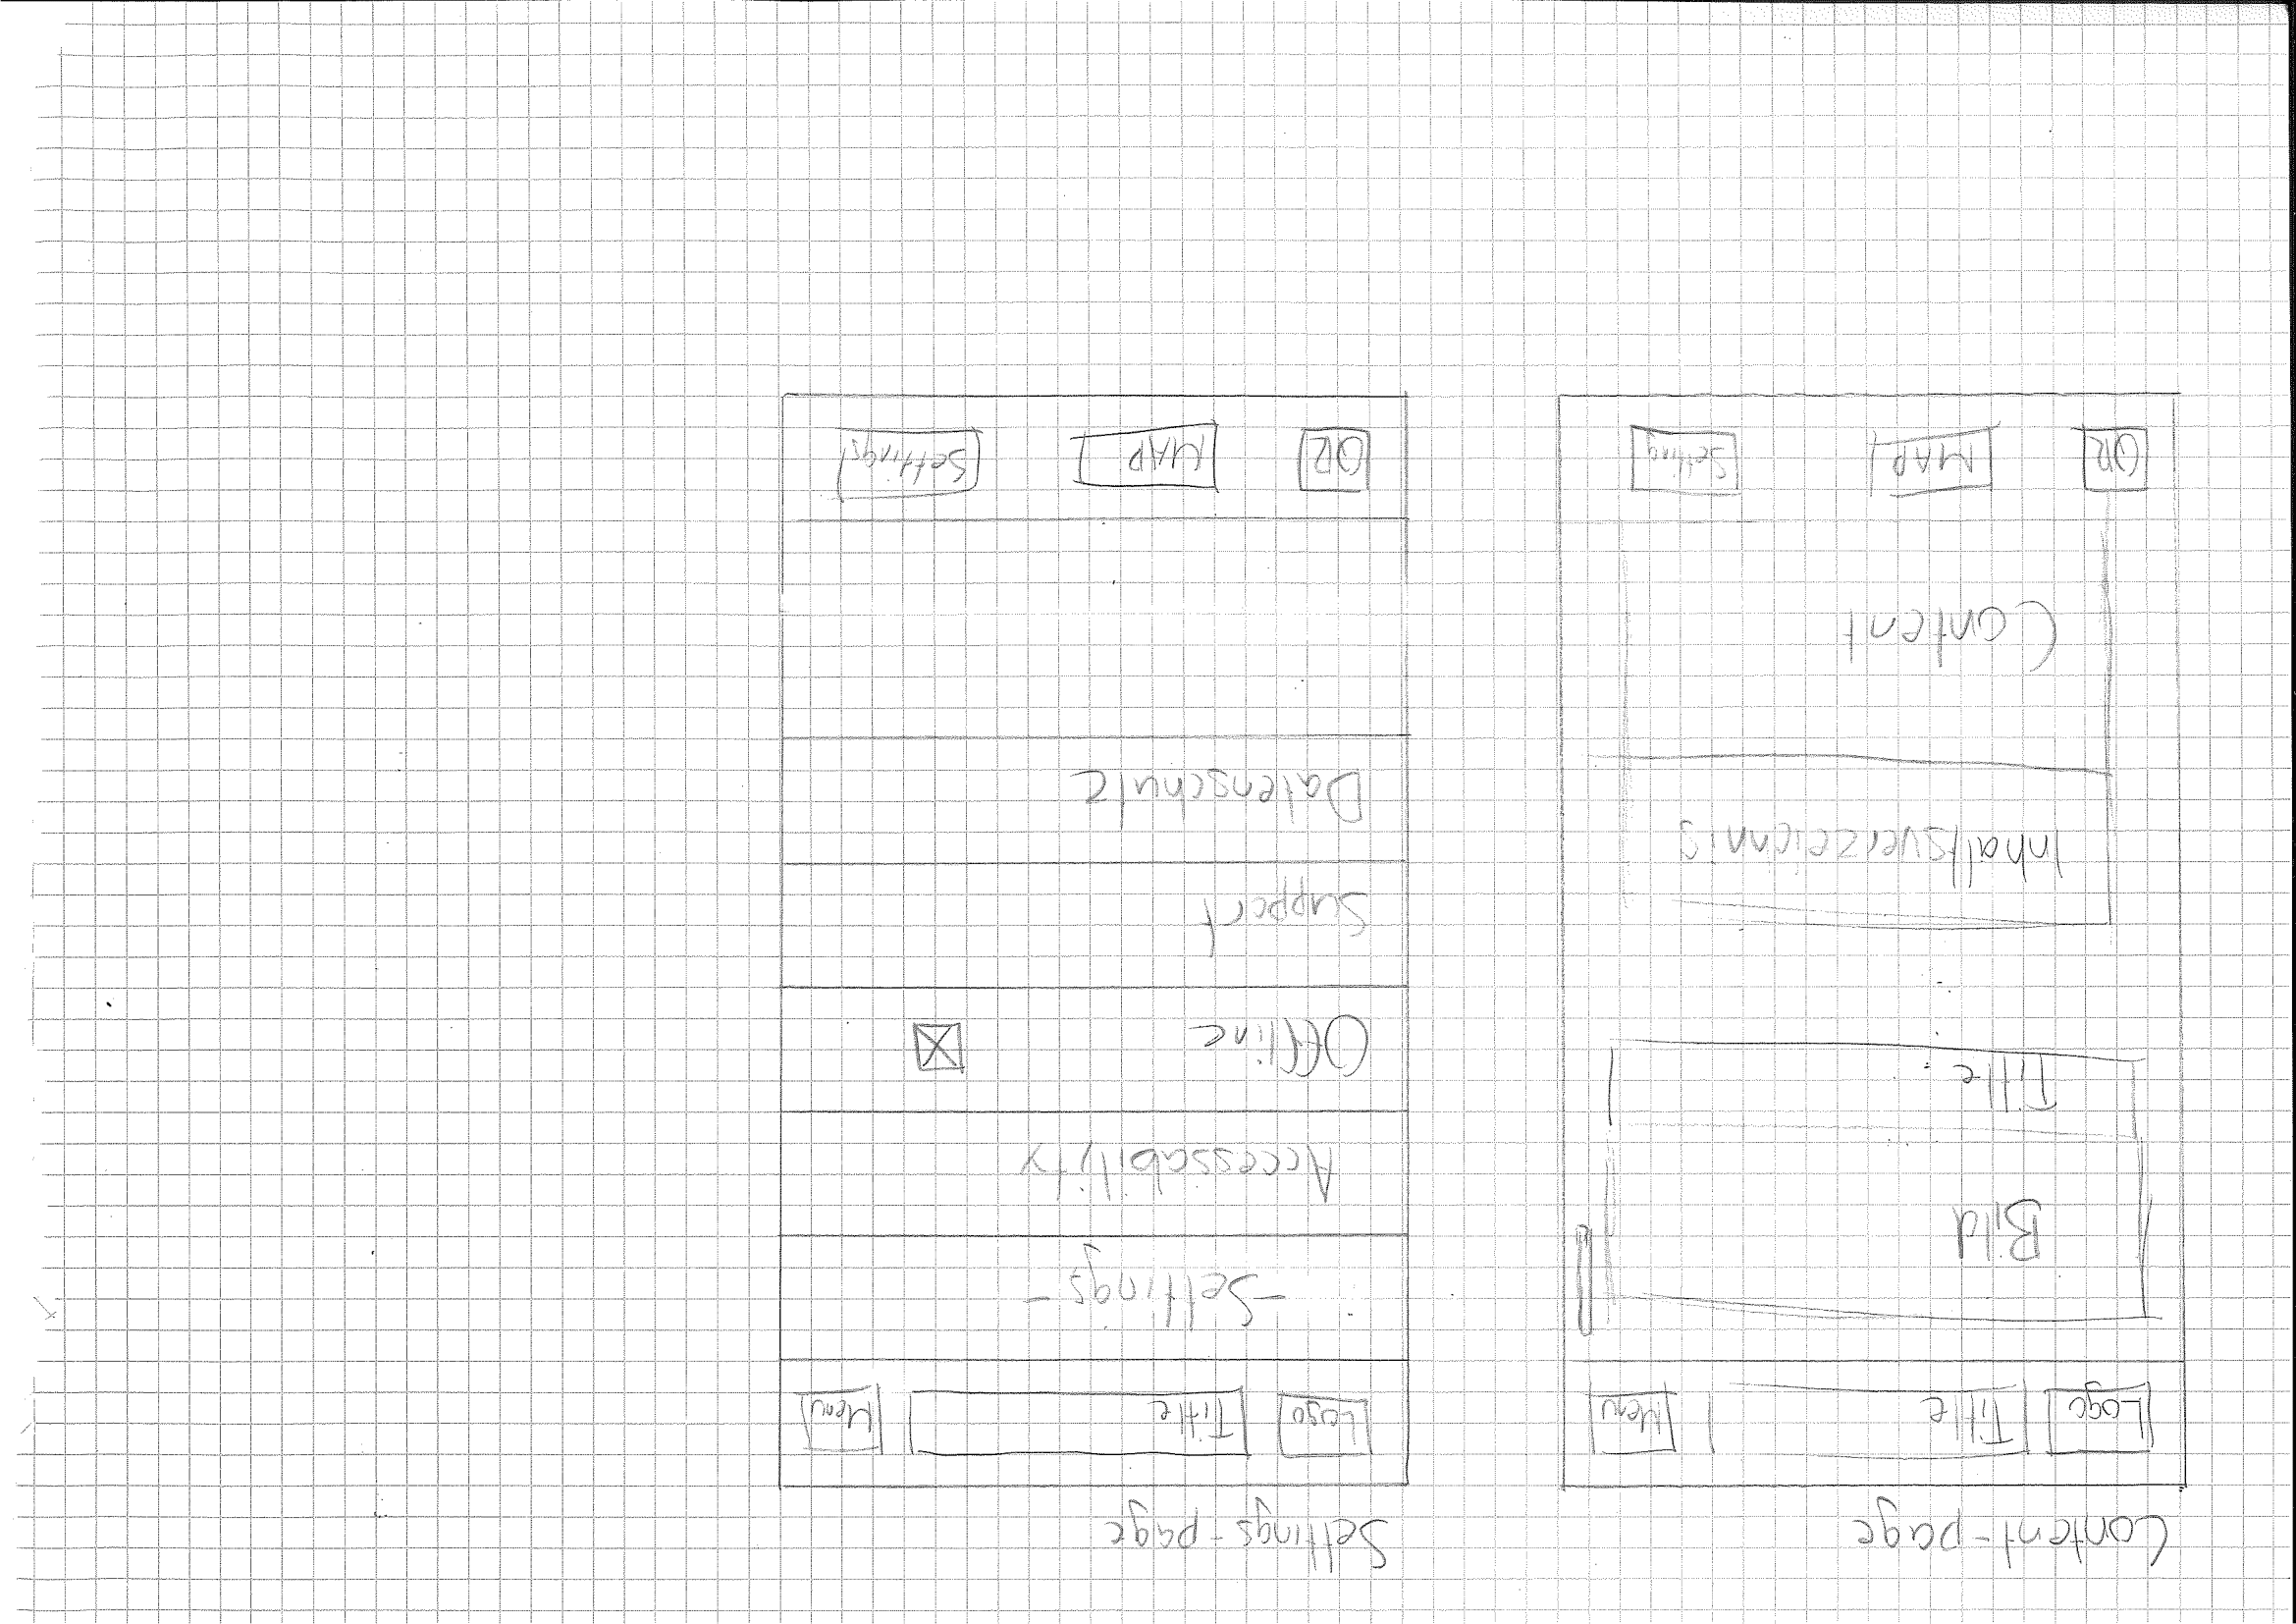 Content-page
Logo Title Menu
Bild
Title
Inhaltsverzeichnis
Content
QR MAP Setting
Settings-page
Logo Title Menu
- Settings -
Accessability
Offline
Support
Datenschutz
QR MAP Settings